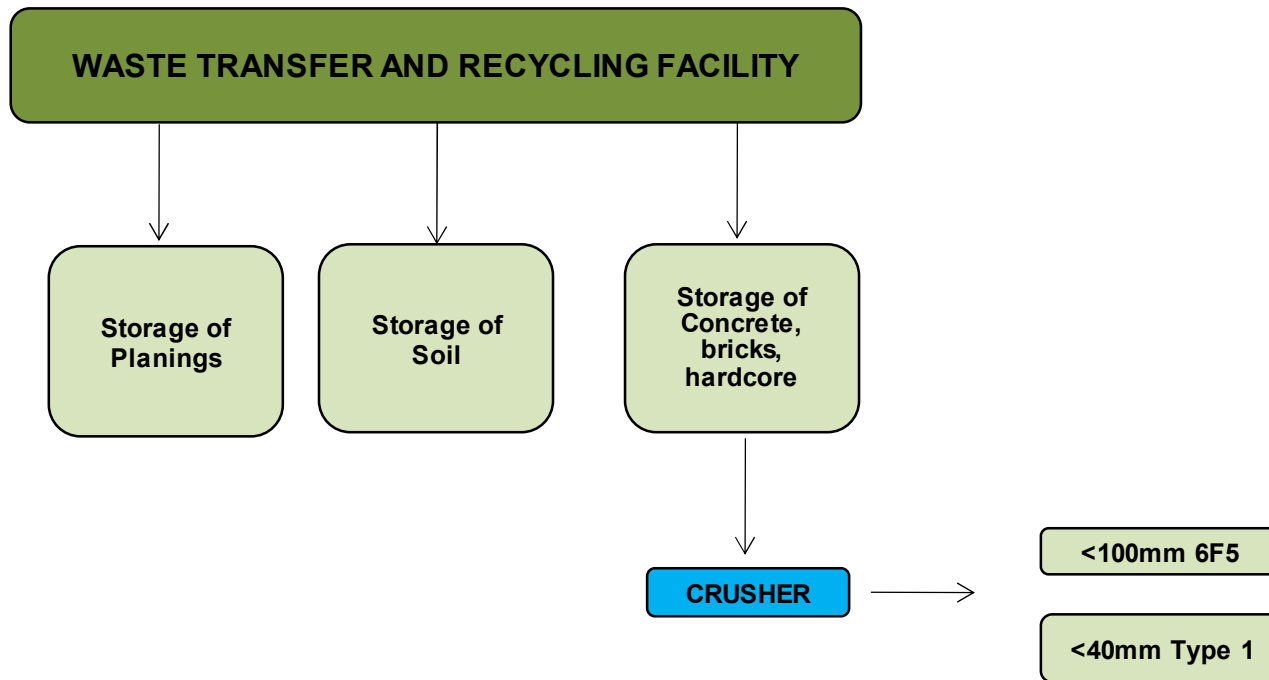 WASTE TRANSFER AND RECYCLING FACILITY
Storage of
Planings
Storage of
Soil
Storage of
Concrete,
bricks,
hardcore
CRUSHER
<100mm 6F5
<40mm Type 1